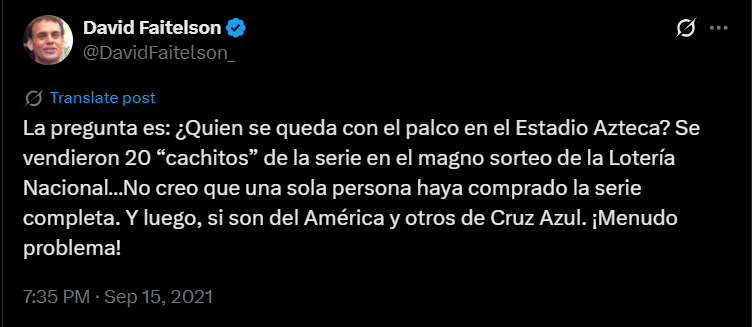 David Faitelson
@DavidFaitelson_
Translate post
La pregunta es: ¿Quien se queda con el palco en el Estadio Azteca? Se
vendieron 20 “cachitos” de la serie en el magno sorteo de la Lotería
Nacional...No creo que una sola persona haya comprado la serie
completa. Y luego, si son del América y otros de Cruz Azul. ¡Menudo
problema!
7:35 PM · Sep 15, 2021